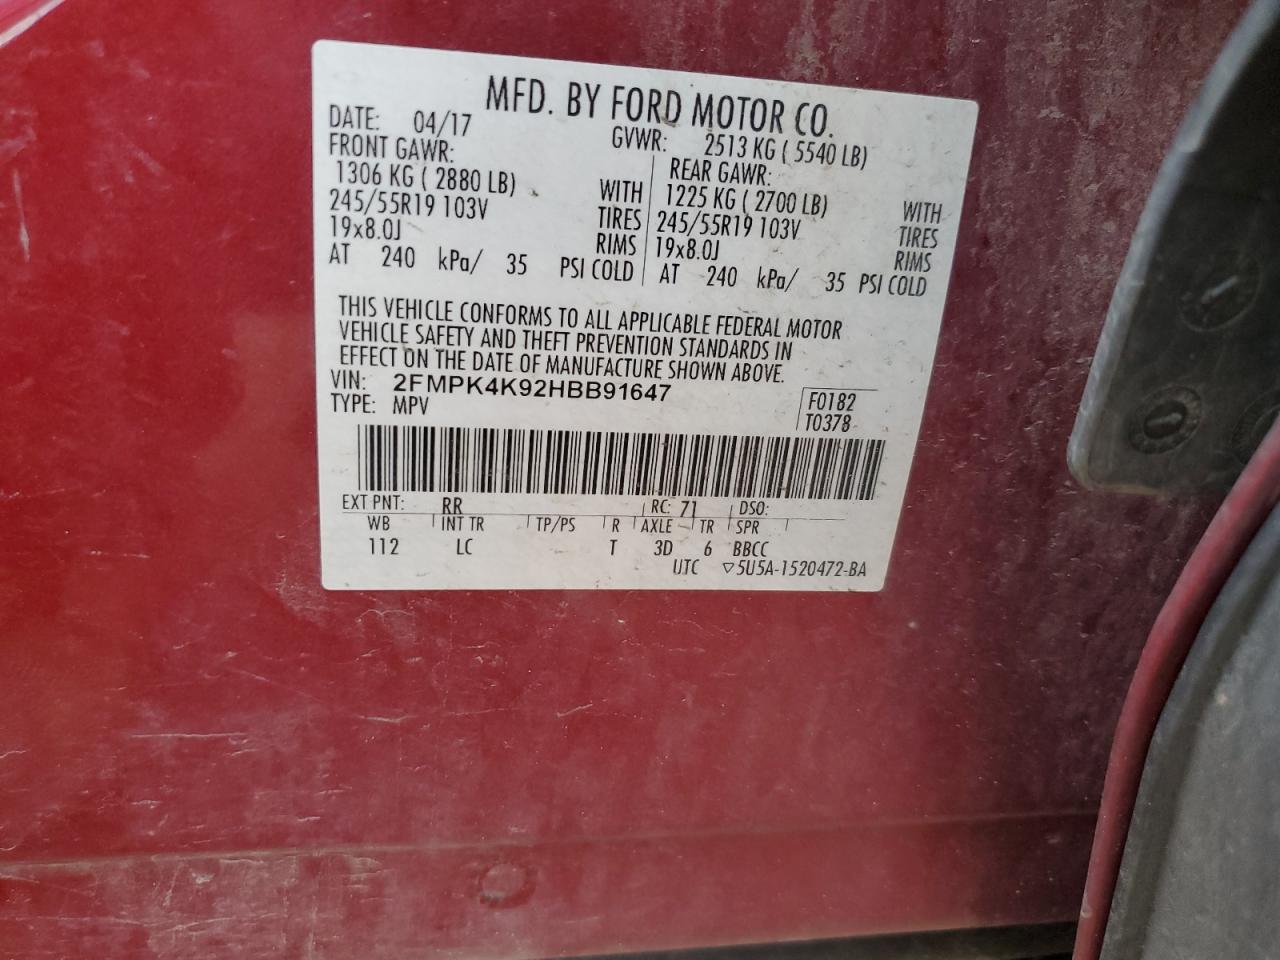 MFD. BY FORD MOTOR CO.
DATE: 04/17 GVWR: 2513 KG ( 5540 LB)
FRONT GAWR: REAR GAWR:
1306 KG ( 2880 LB) WITH 1225 KG ( 2700 LB) WITH
245/55R19 103V TIRES 245/55R19 103V TIRES
19x8.0J RIMS 19x8.0J RIMS
AT 240 kPa/ 35 PSI COLD AT 240 kPa/ 35 PSI COLD
THIS VEHICLE CONFORMS TO ALL APPLICABLE FEDERAL MOTOR
VEHICLE SAFETY AND THEFT PREVENTION STANDARDS IN
EFFECT ON THE DATE OF MANUFACTURE SHOWN ABOVE.
VIN: 2FMPK4K92HBB91647 F0182
TYPE: MPV T0378
EXT PNT: RR RC: 71 DSO:
WB INT TR TP/PS R AXLE TR SPR
112 LC T 3D 6 BBCC
UTC ▽5U5A-1520472-BA